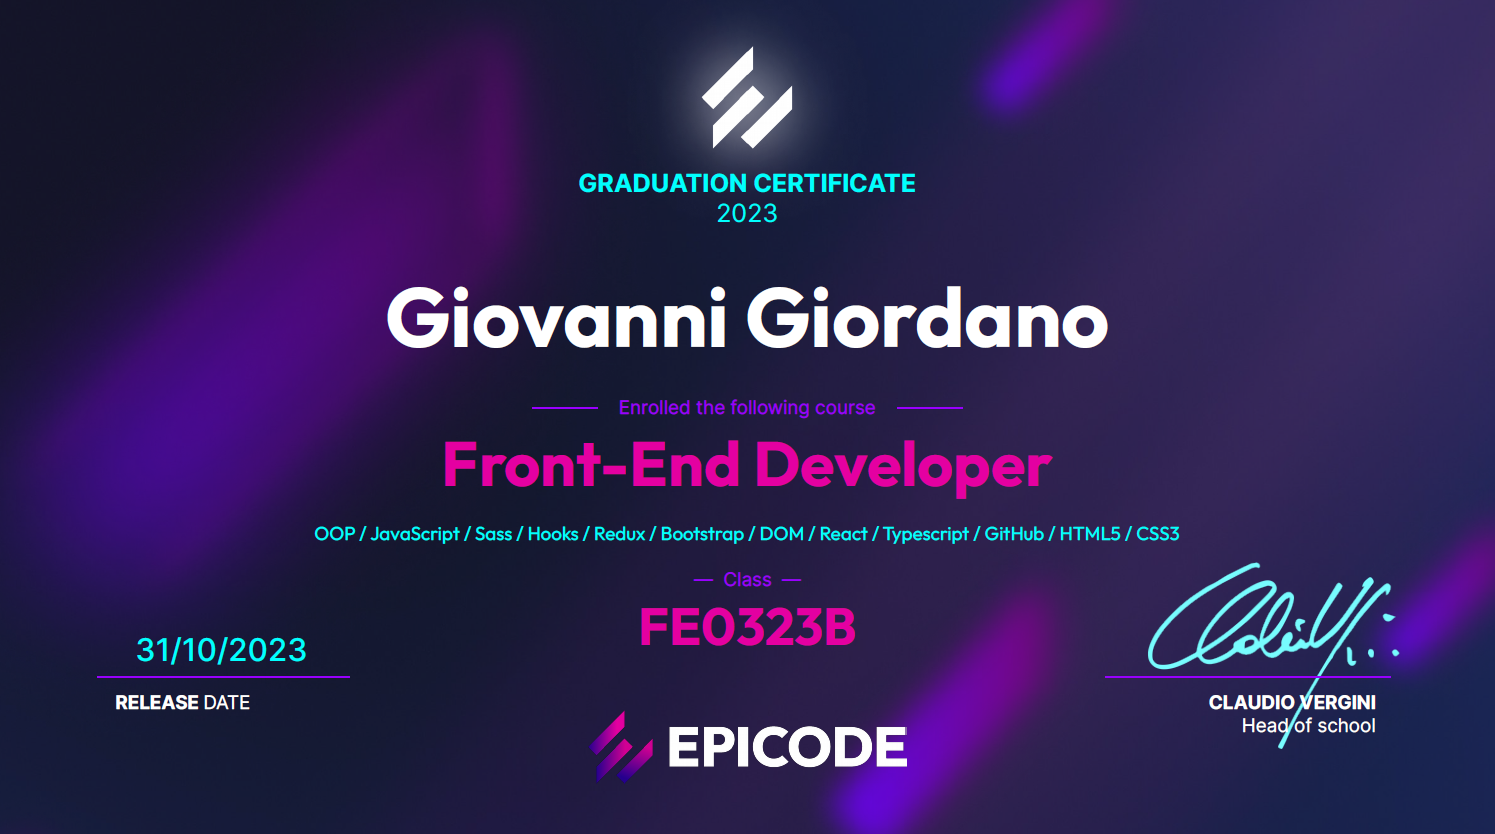 GRADUATION CERTIFICATE
2023
Giovanni Giordano
Enrolled the following course
Front-End Developer
OOP / JavaScript / Sass / Hooks / Redux / Bootstrap / DOM / React / Typescript / GitHub / HTML5 / CSS3
Class
FE0323B
31/10/2023
RELEASE DATE
CLAUDIO VERGINI
Head of school
EPICODE